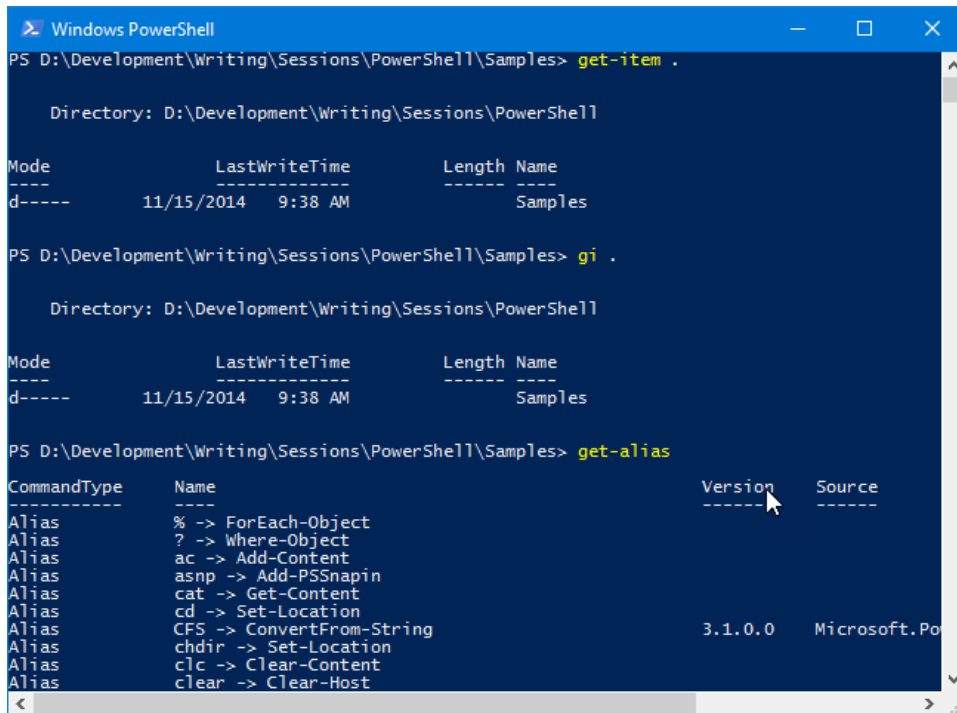 Windows PowerShell
PS D:\Development\Writing\Sessions\PowerShell\Samples> get-item .
Directory: D:\Development\Writing\Sessions\PowerShell
Mode                LastWriteTime         Length Name
----                -------------         ------ ----
d-----       11/15/2014   9:38 AM                Samples
PS D:\Development\Writing\Sessions\PowerShell\Samples> gi .
Directory: D:\Development\Writing\Sessions\PowerShell
Mode                LastWriteTime         Length Name
----                -------------         ------ ----
d-----       11/15/2014   9:38 AM                Samples
PS D:\Development\Writing\Sessions\PowerShell\Samples> get-alias
CommandType     Name                                               Version    Source
-----------     ----                                               -------    ------
Alias           % -> ForEach-Object
Alias           ? -> Where-Object
Alias           ac -> Add-Content
Alias           asnp -> Add-PSSnapin
Alias           cat -> Get-Content
Alias           cd -> Set-Location
Alias           CFS -> ConvertFrom-String                          3.1.0.0    Microsoft.Po
Alias           chdir -> Set-Location
Alias           clc -> Clear-Content
Alias           clear -> Clear-Host